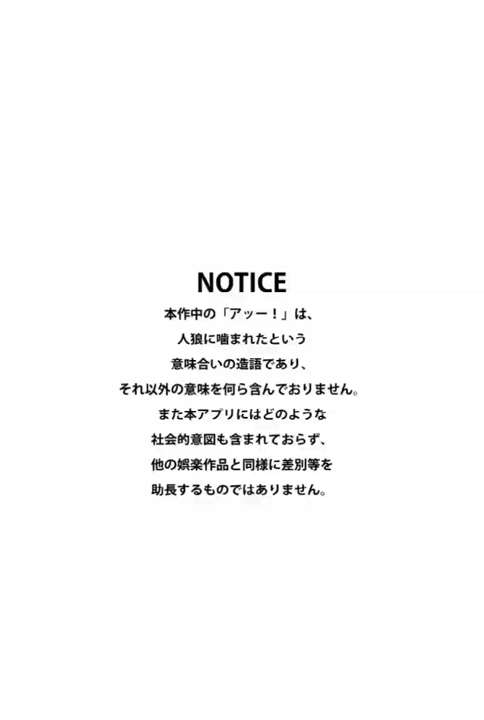 NOTICE
本作中の「アッー！」は、
人狼に噛まれたという
意味合いの造語であり、
それ以外の意味を何ら含んでおりません。
また本アプリにはどのような
社会的意図も含まれておらず、
他の娯楽作品と同様に差別等を
助長するものではありません。